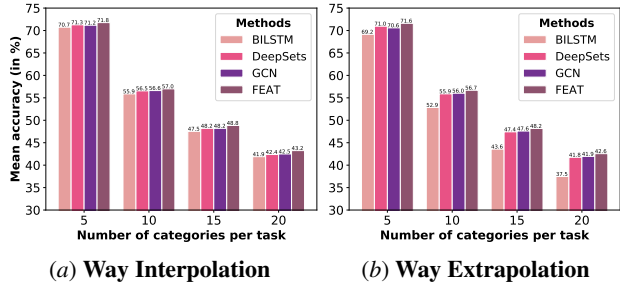 75
70
65
60
55
50
45
40
35
30
Mean accuracy (in %)
70.7 71.3 71.2 71.8
55.9 56.5 56.6 57.0
47.5 48.2 48.2 48.8
41.9 42.4 42.5 43.2
Methods
BILSTM
DeepSets
GCN
FEAT
5 10 15 20
Number of categories per task
(a) Way Interpolation
75
70
65
60
55
50
45
40
35
30
69.2 71.0 70.6 71.6
52.9 55.9 56.0 56.7
43.6 47.4 47.6 48.2
37.5 41.8 41.9 42.6
Methods
BILSTM
DeepSets
GCN
FEAT
5 10 15 20
Number of categories per task
(b) Way Extrapolation